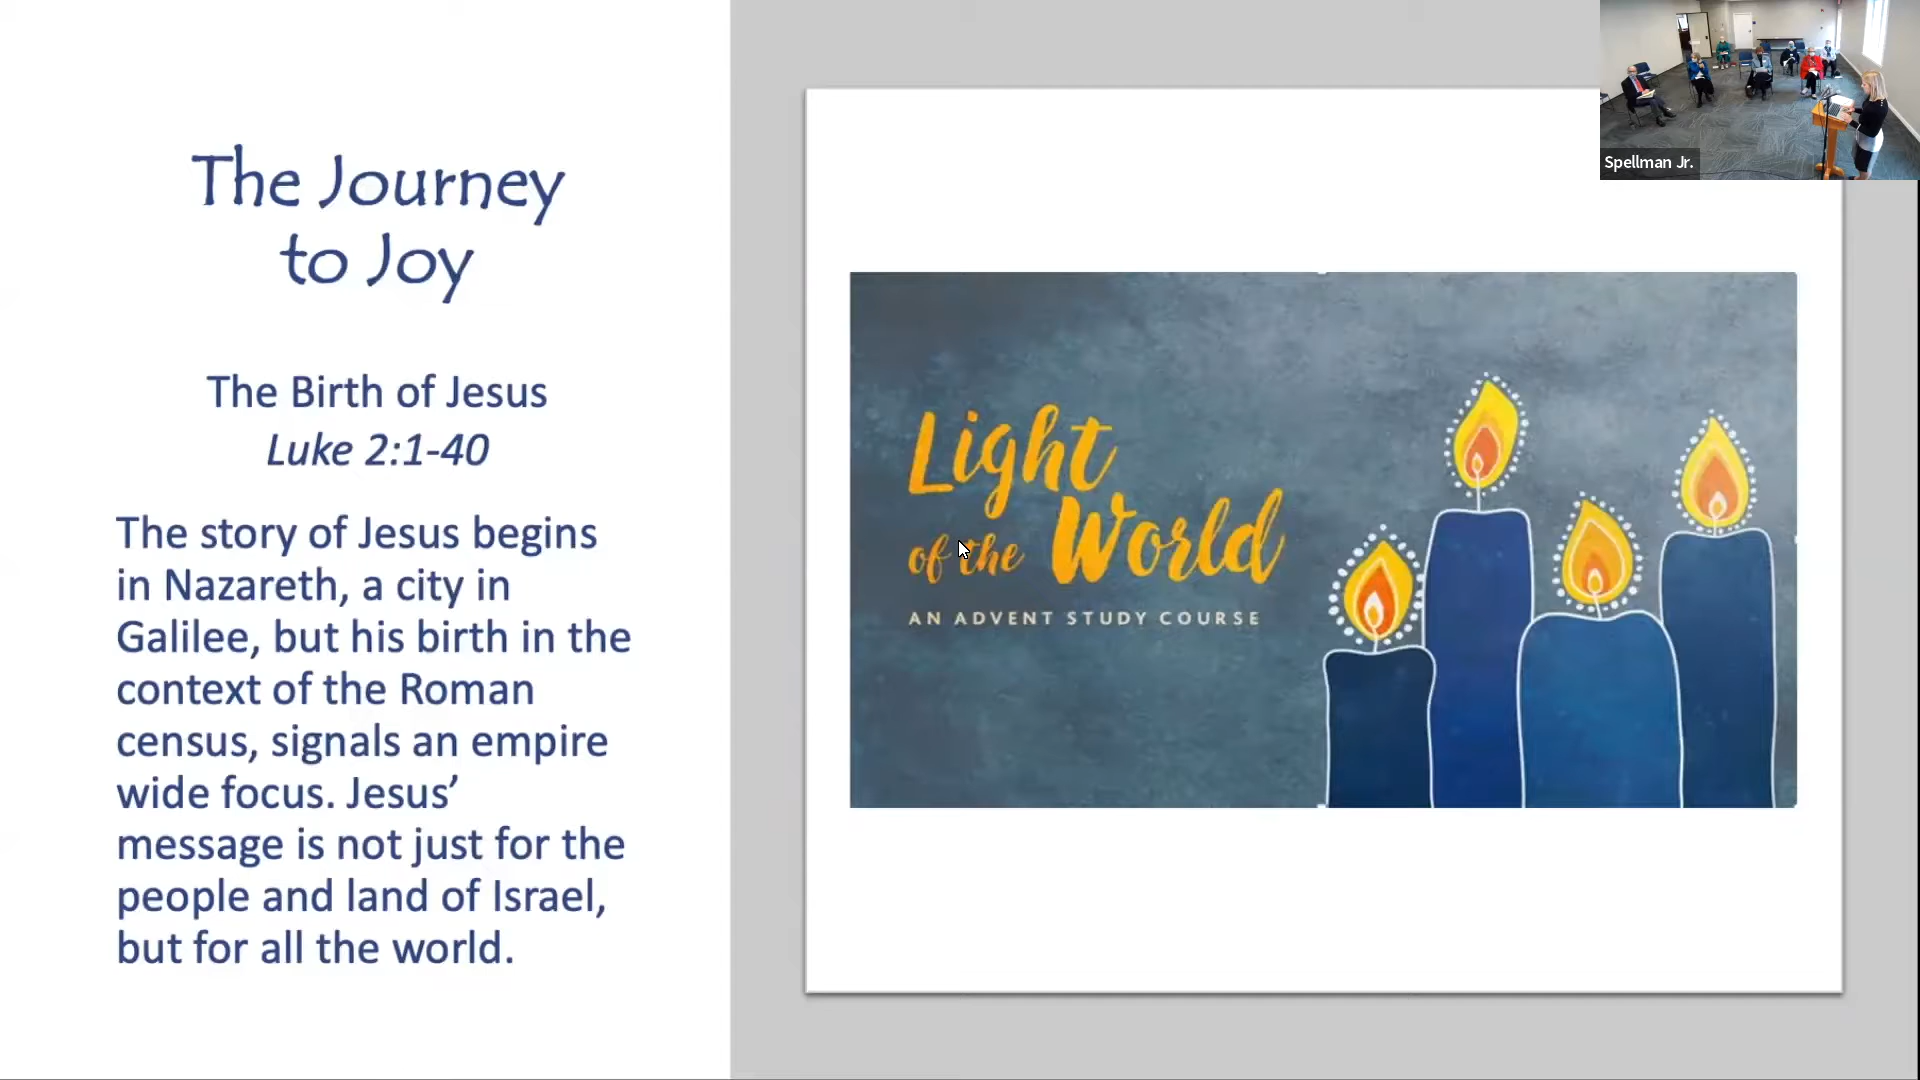 The Journey
to Joy
The Birth of Jesus
Luke 2:1-40
The story of Jesus begins
in Nazareth, a city in
Galilee, but his birth in the
context of the Roman
census, signals an empire
wide focus. Jesus’
message is not just for the
people and land of Israel,
but for all the world.
Light
of the World
AN ADVENT STUDY COURSE
Spellman Jr.